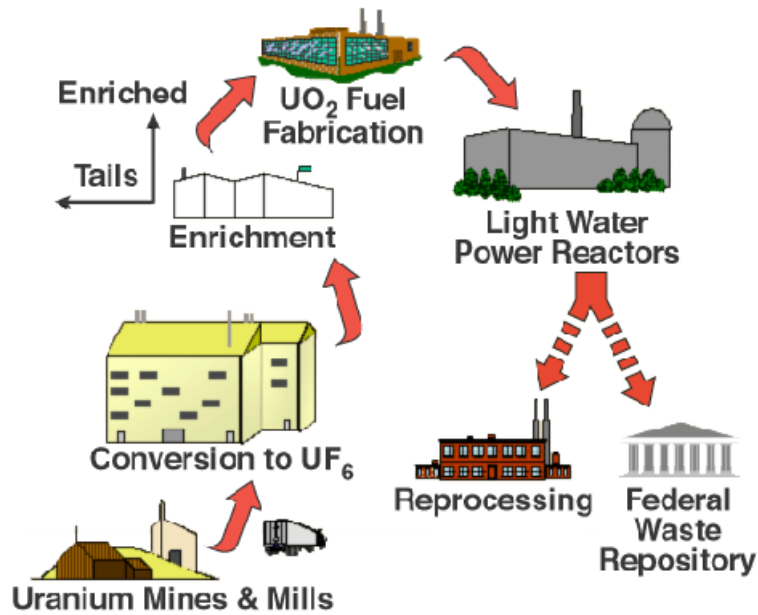 Enriched
Tails
UO₂ Fuel
Fabrication
Enrichment
Light Water
Power Reactors
Conversion to UF₆
Reprocessing
Federal
Waste
Repository
Uranium Mines & Mills